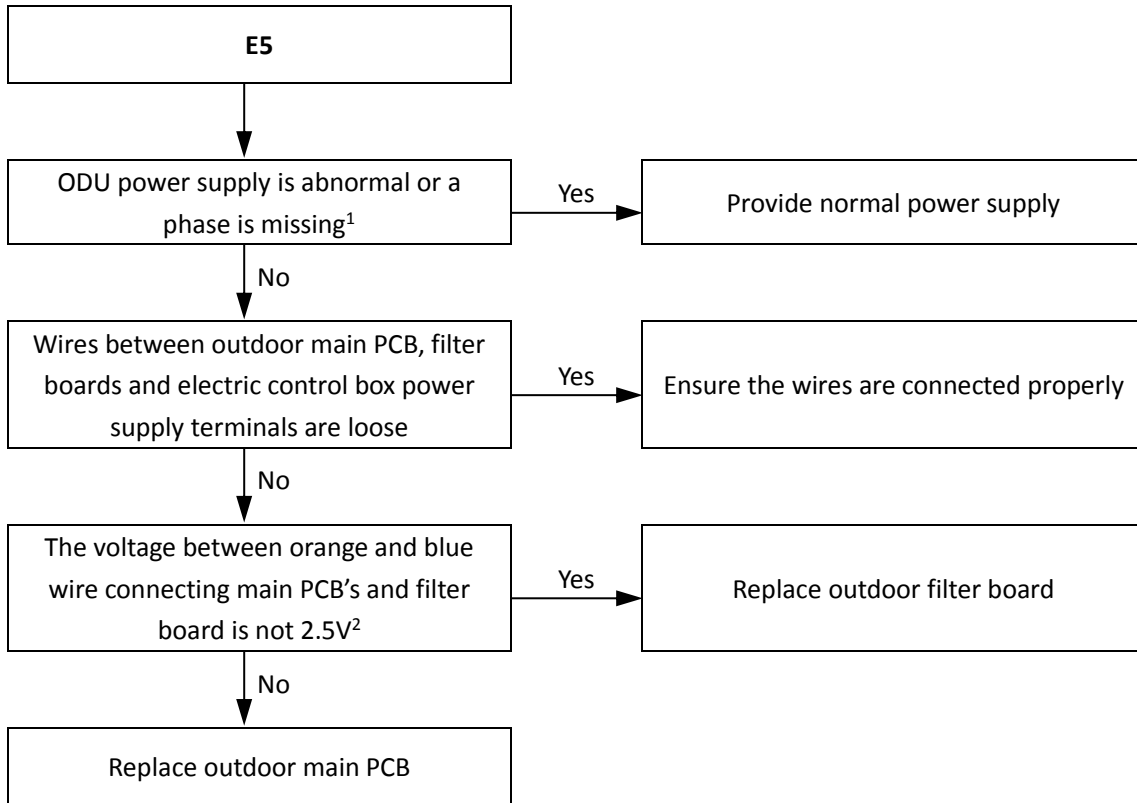 E5
ODU power supply is abnormal or a
phase is missing¹
Yes
Provide normal power supply
No
Wires between outdoor main PCB, filter
boards and electric control box power
supply terminals are loose
Yes
Ensure the wires are connected properly
No
The voltage between orange and blue
wire connecting main PCB’s and filter
board is not 2.5V²
Yes
Replace outdoor filter board
No
Replace outdoor main PCB